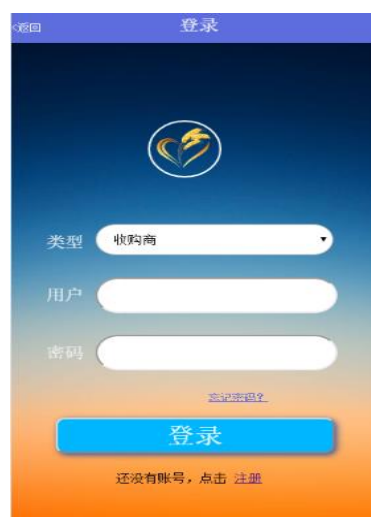 <返回 登录
类型 收购商
用户
密码
忘记密码?
登录
还没有账号，点击 注册